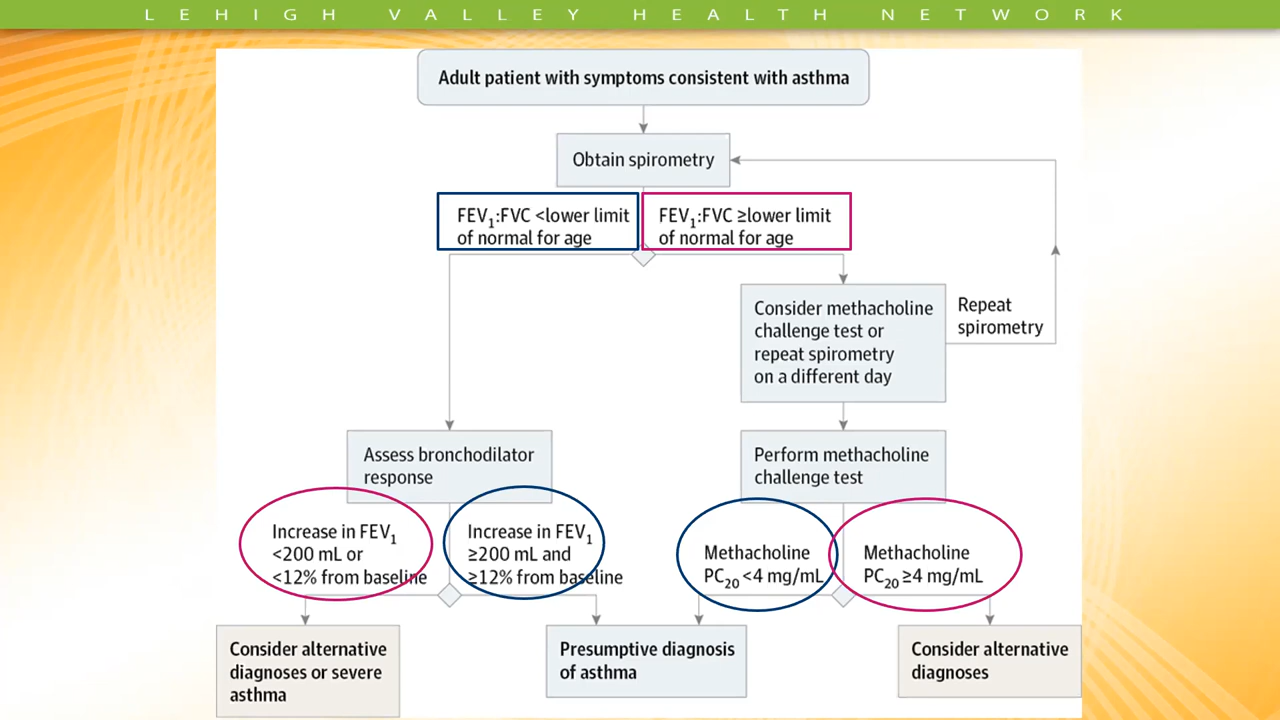 LEHIGH VALLEY HEALTH NETWORK
Adult patient with symptoms consistent with asthma
Obtain spirometry
FEV₁:FVC <lower limit
of normal for age
FEV₁:FVC ≥lower limit
of normal for age
Consider methacholine
challenge test or
repeat spirometry
on a different day
Repeat
spirometry
Assess bronchodilator
response
Perform methacholine
challenge test
Increase in FEV₁
<200 mL or
<12% from baseline
Increase in FEV₁
≥200 mL and
≥12% from baseline
Methacholine
PC₂₀ <4 mg/mL
Methacholine
PC₂₀ ≥4 mg/mL
Consider alternative
diagnoses or severe
asthma
Presumptive diagnosis
of asthma
Consider alternative
diagnoses